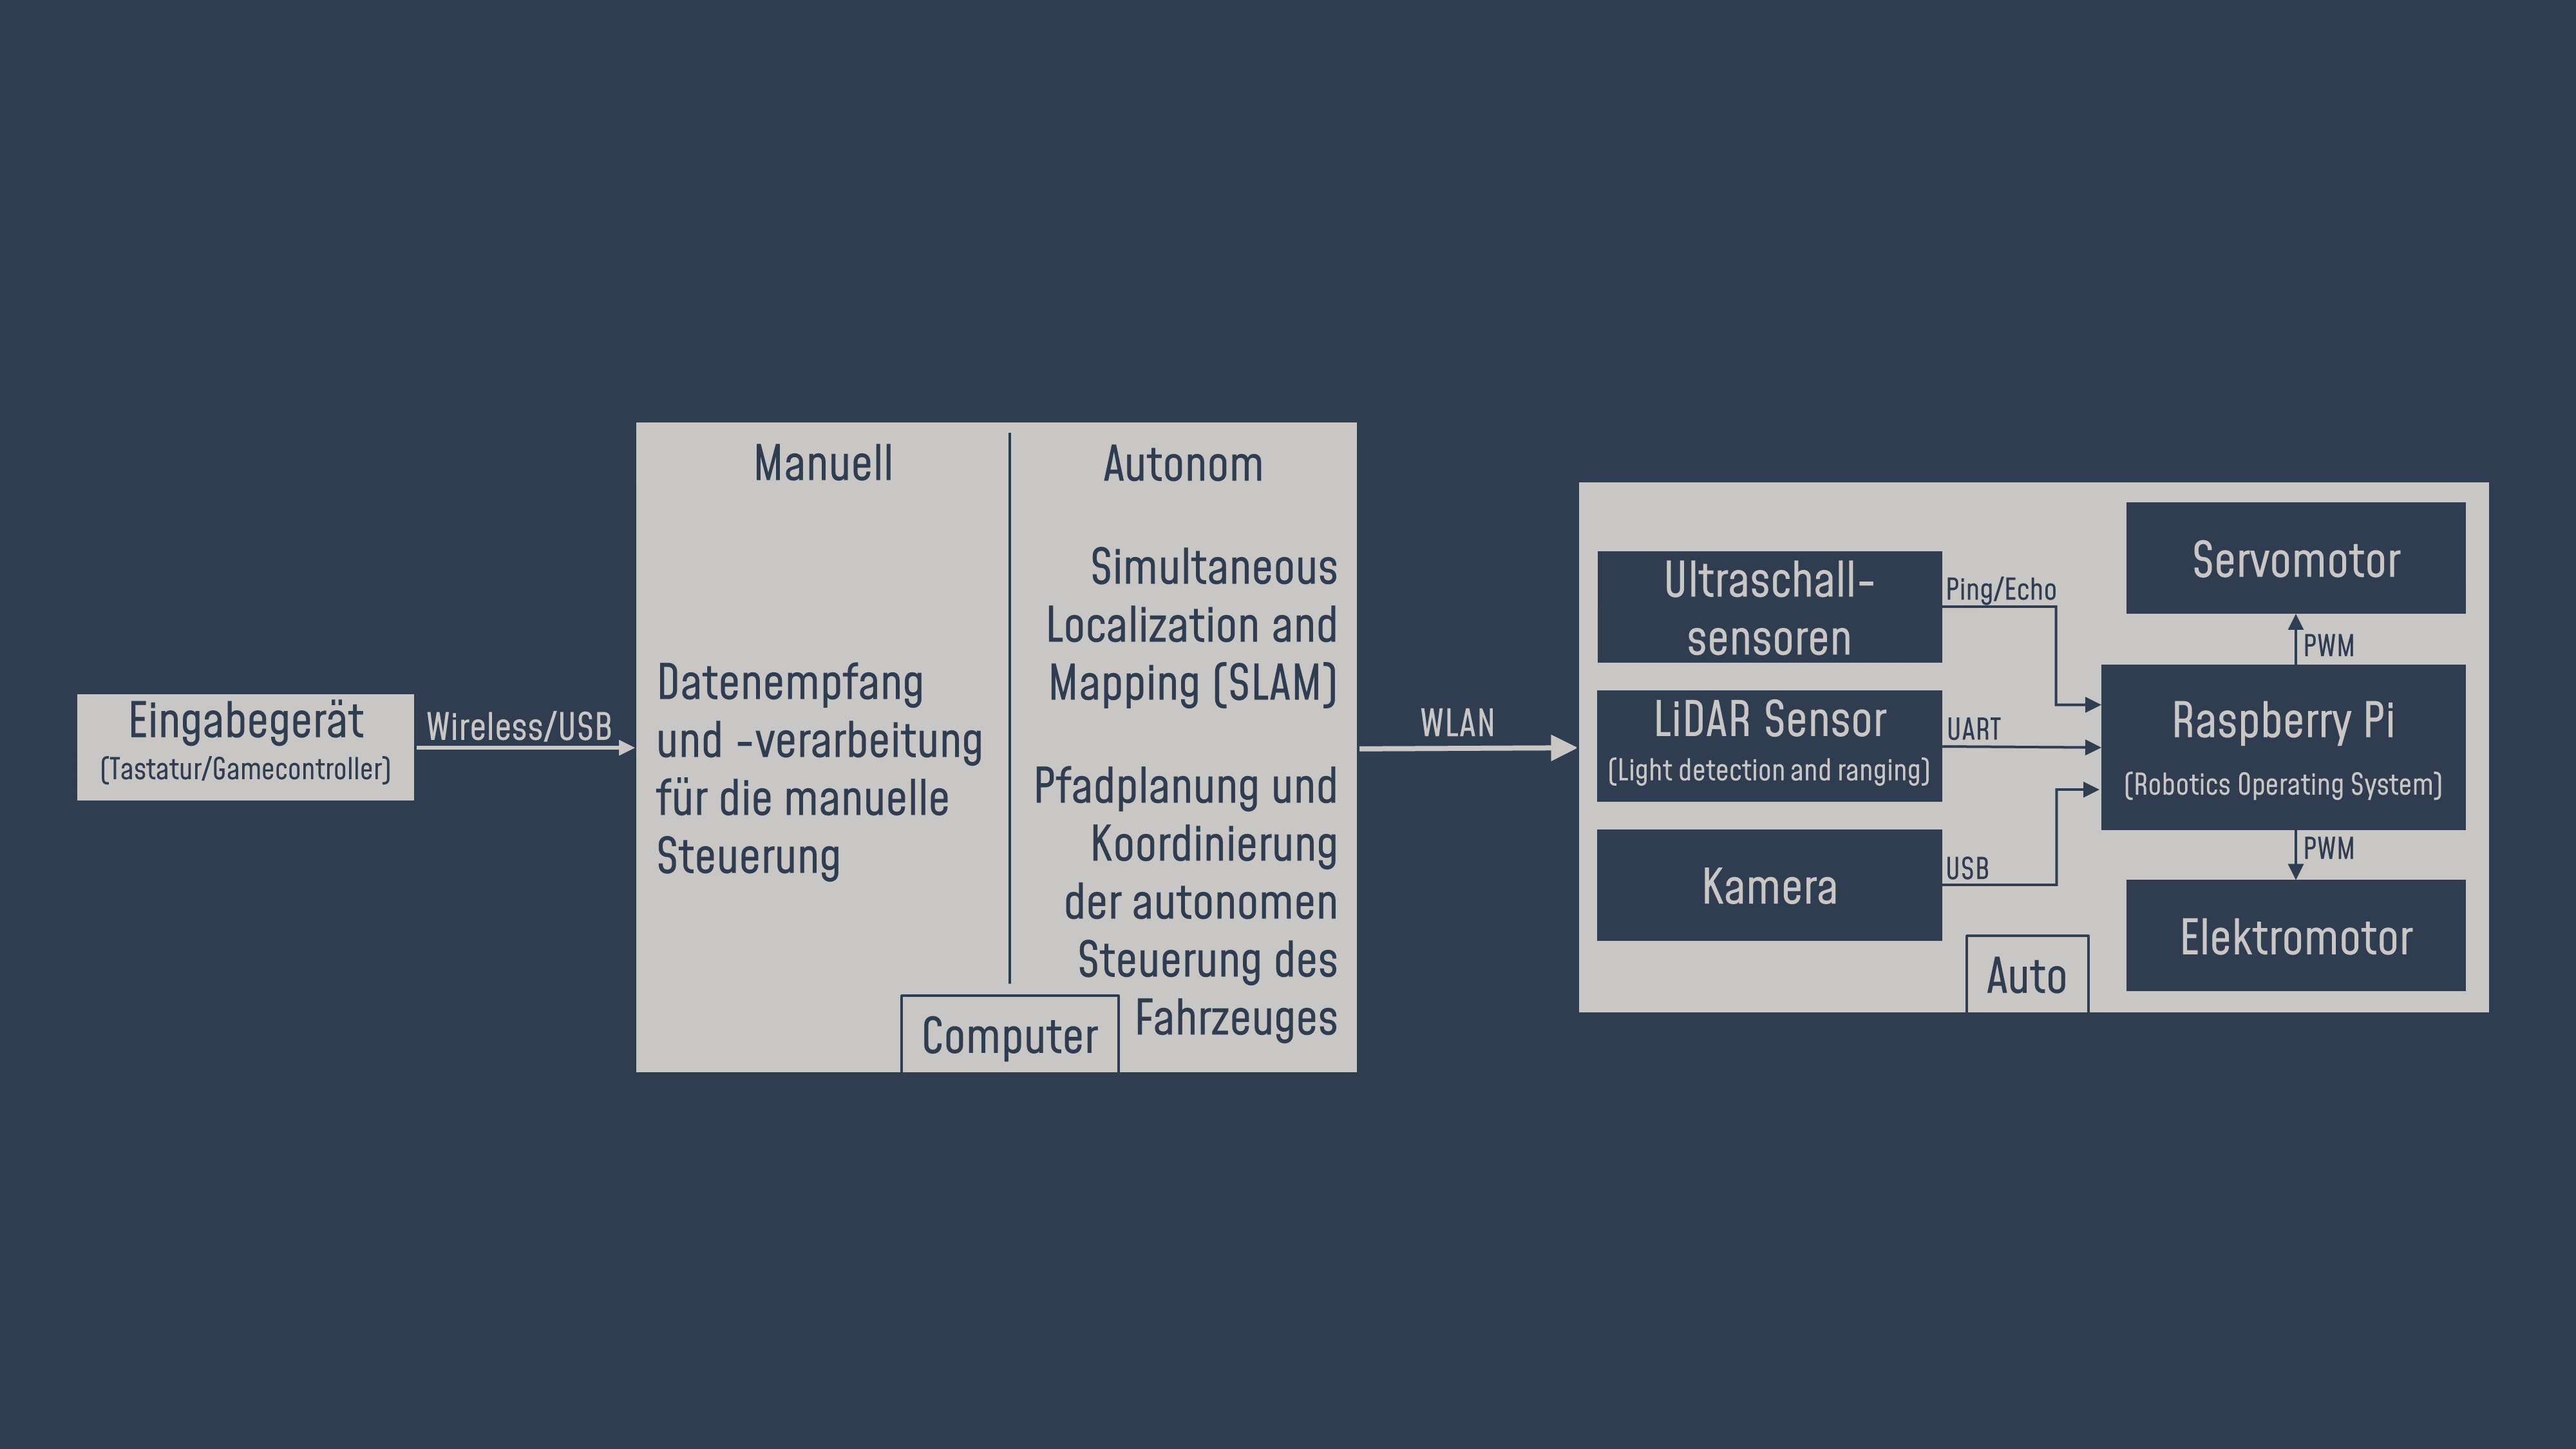 Eingabegerät
(Tastatur/Gamecontroller)
Wireless/USB
Manuell
Datenempfang
und -verarbeitung
für die manuelle
Steuerung
Autonom
Simultaneous
Localization and
Mapping (SLAM)
Pfadplanung und
Koordinierung
der autonomen
Steuerung des
Fahrzeuges
Computer
WLAN
Ultraschall-
sensoren
Ping/Echo
LiDAR Sensor
(Light detection and ranging)
UART
Kamera
USB
Servomotor
PWM
Raspberry Pi
(Robotics Operating System)
PWM
Elektromotor
Auto